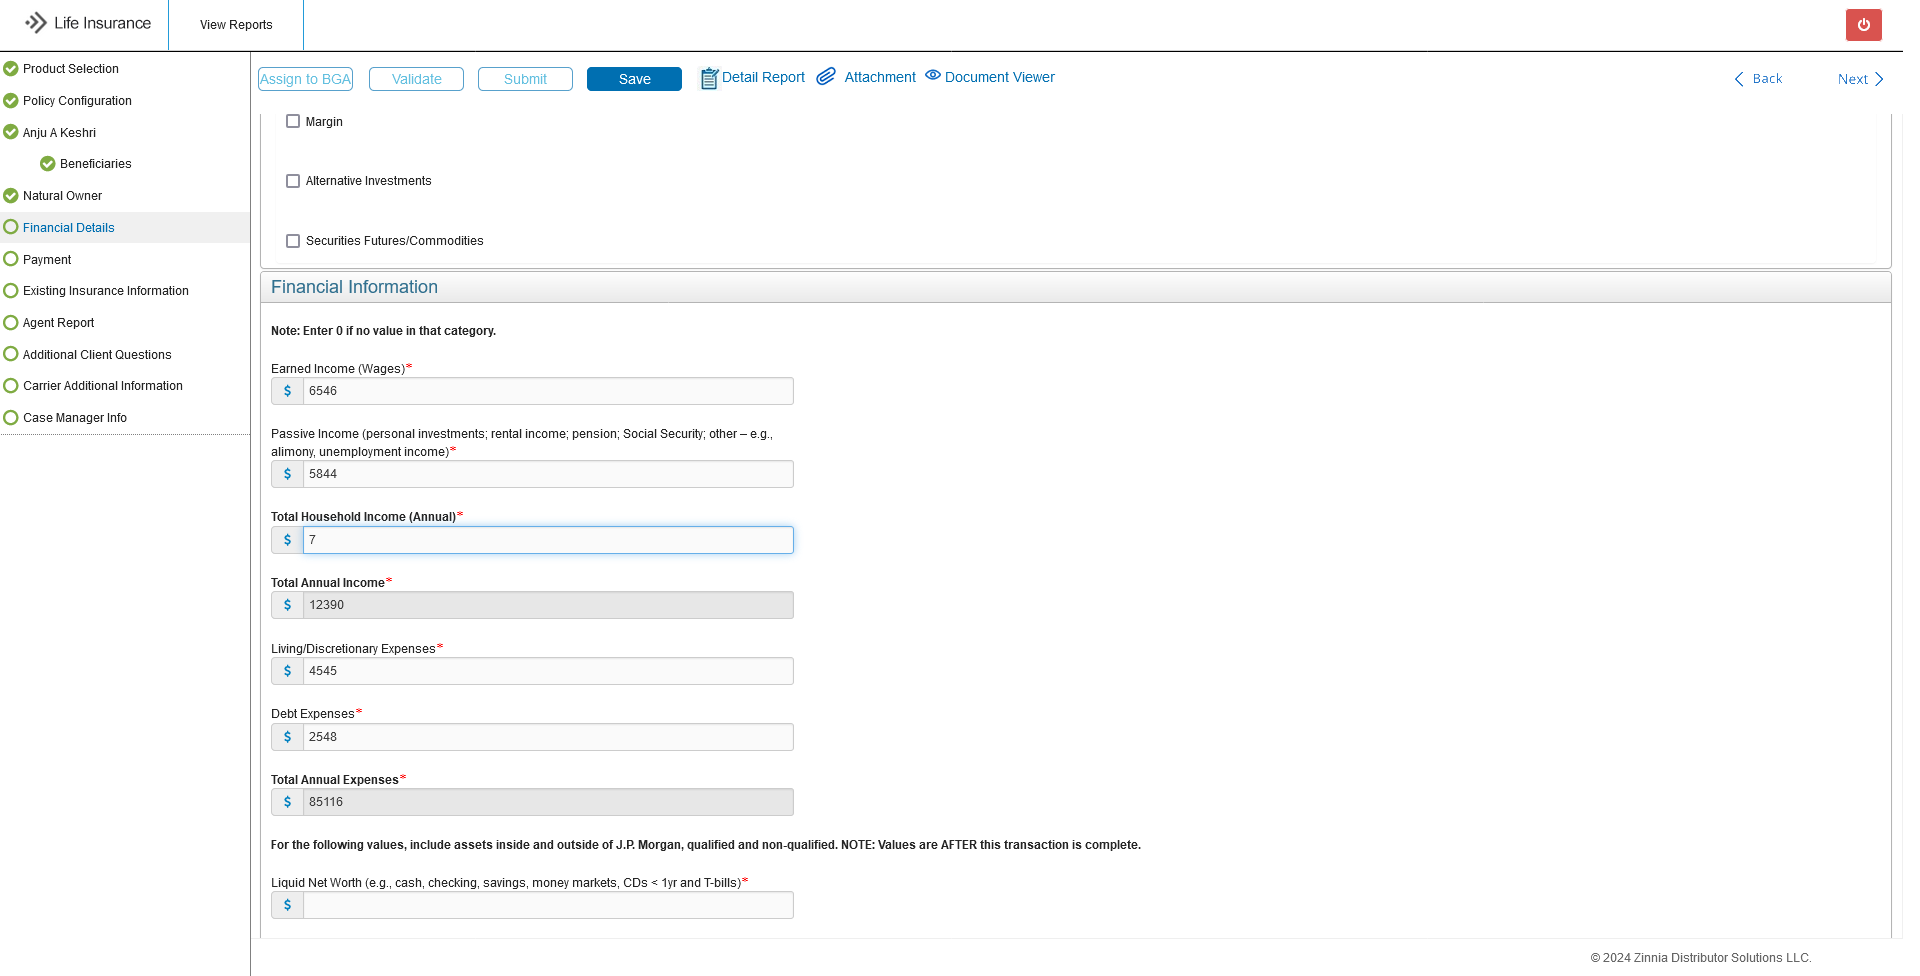 Life Insurance
View Reports
Product Selection
Policy Configuration
Anju A Keshri
Beneficiaries
Natural Owner
Financial Details
Payment
Existing Insurance Information
Agent Report
Additional Client Questions
Carrier Additional Information
Case Manager Info
Assign to BGA
Validate
Submit
Save
Detail Report
Attachment
Document Viewer
Back
Next
Margin
Alternative Investments
Securities Futures/Commodities
Financial Information
Note: Enter 0 if no value in that category.
Earned Income (Wages)*
$ 6546
Passive Income (personal investments; rental income; pension; Social Security; other – e.g.,
alimony, unemployment income)*
$ 5844
Total Household Income (Annual)*
$ 7
Total Annual Income*
$ 12390
Living/Discretionary Expenses*
$ 4545
Debt Expenses*
$ 2548
Total Annual Expenses*
$ 85116
For the following values, include assets inside and outside of J.P. Morgan, qualified and non-qualified. NOTE: Values are AFTER this transaction is complete.
Liquid Net Worth (e.g., cash, checking, savings, money markets, CDs < 1yr and T-bills)*
$
© 2024 Zinnia Distributor Solutions LLC.